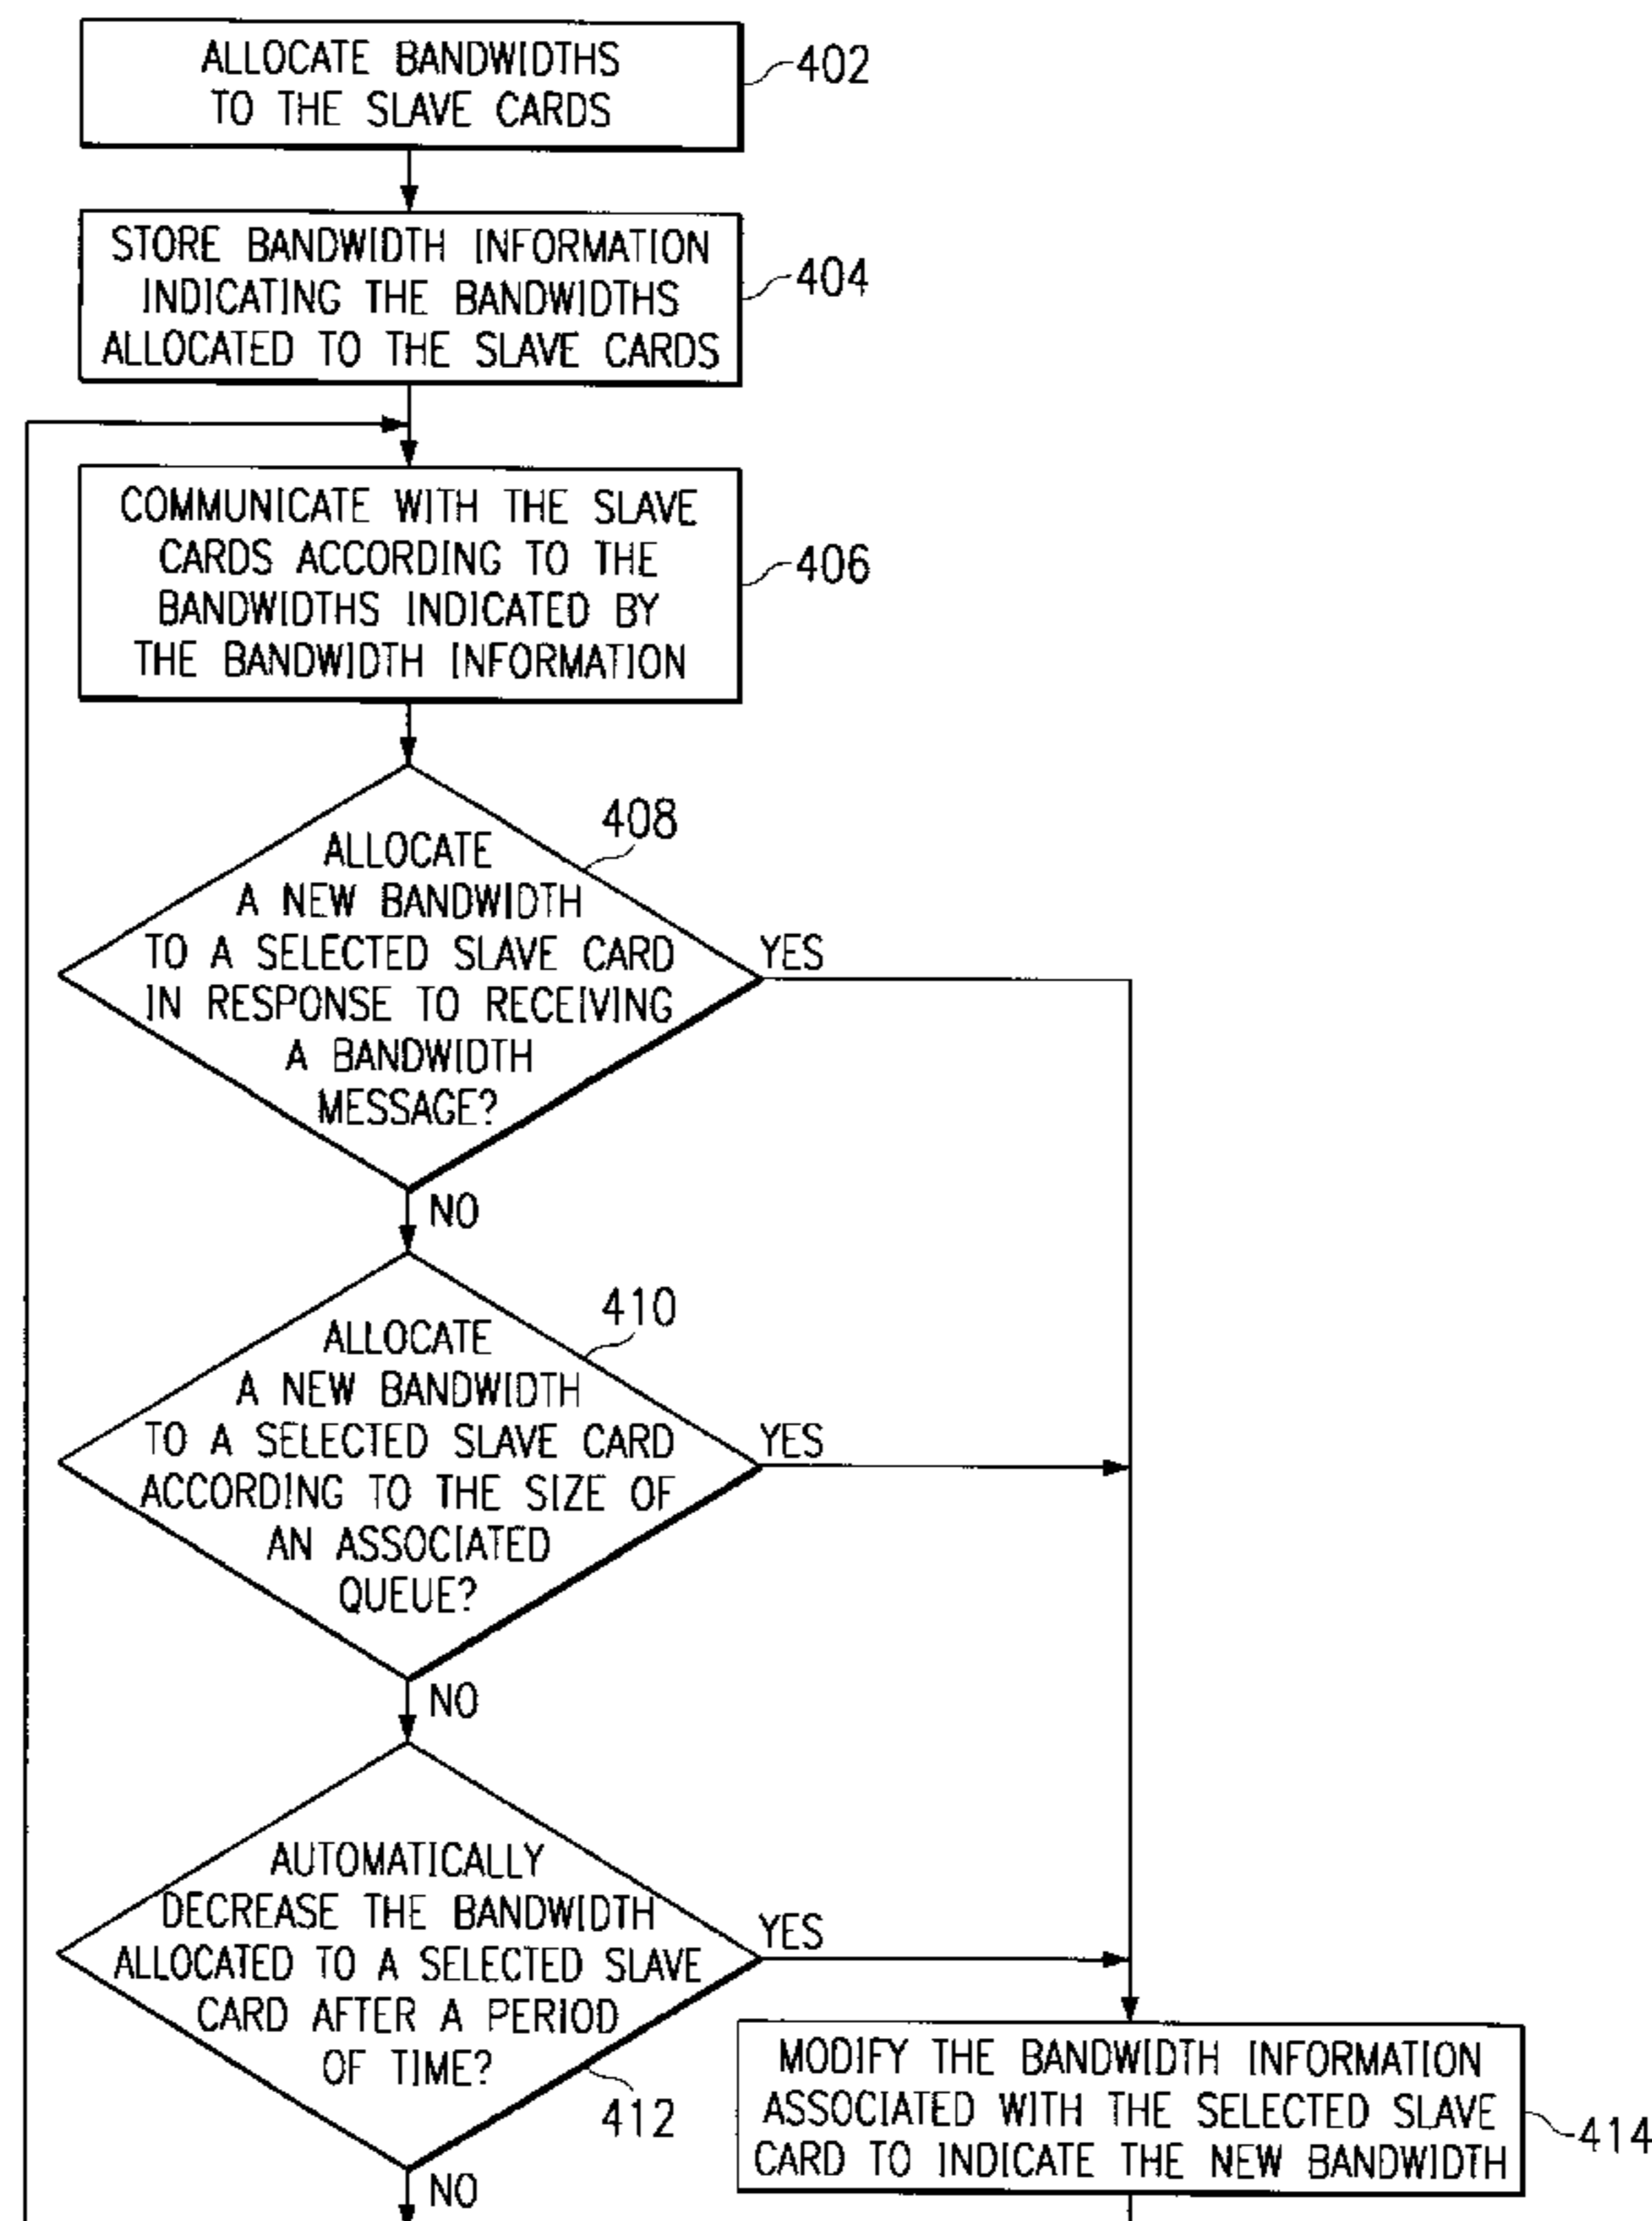 ALLOCATE BANDWIDTHS
TO THE SLAVE CARDS
402
STORE BANDWIDTH INFORMATION
INDICATING THE BANDWIDTHS
ALLOCATED TO THE SLAVE CARDS
404
COMMUNICATE WITH THE SLAVE
CARDS ACCORDING TO THE
BANDWIDTHS INDICATED BY
THE BANDWIDTH INFORMATION
406
408
ALLOCATE
A NEW BANDWIDTH
TO A SELECTED SLAVE CARD
IN RESPONSE TO RECEIVING
A BANDWIDTH
MESSAGE?
YES
NO
410
ALLOCATE
A NEW BANDWIDTH
TO A SELECTED SLAVE CARD
ACCORDING TO THE SIZE OF
AN ASSOCIATED
QUEUE?
YES
NO
AUTOMATICALLY
DECREASE THE BANDWIDTH
ALLOCATED TO A SELECTED SLAVE
CARD AFTER A PERIOD
OF TIME?
YES
412
NO
MODIFY THE BANDWIDTH INFORMATION
ASSOCIATED WITH THE SELECTED SLAVE
CARD TO INDICATE THE NEW BANDWIDTH
414